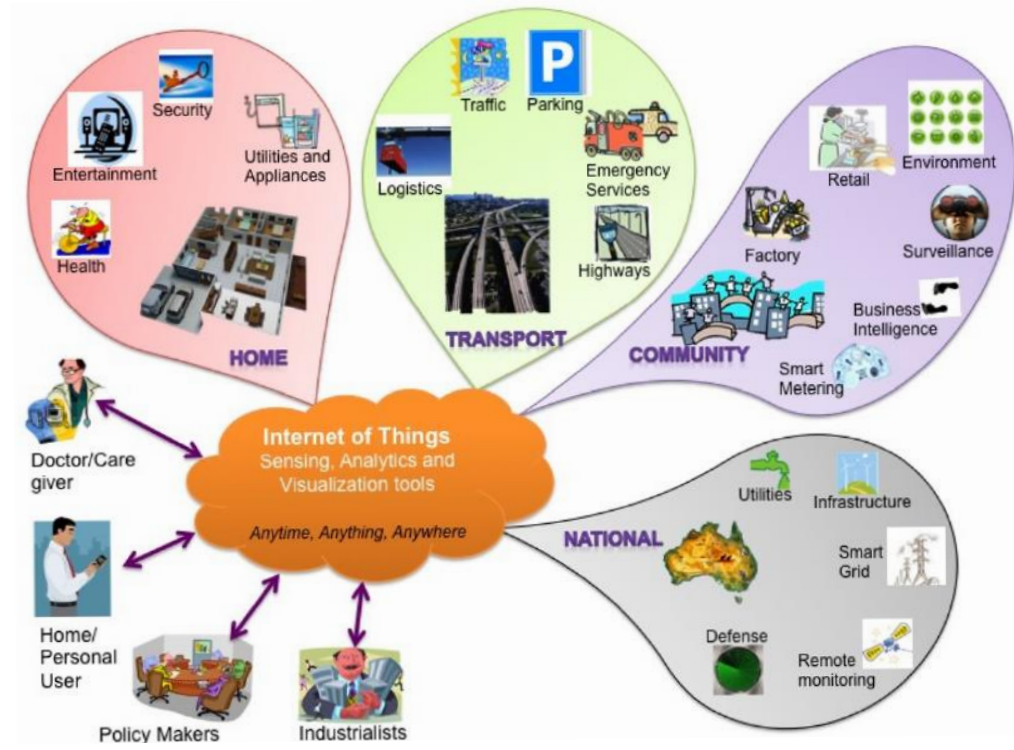 Security
Entertainment
Utilities and
Appliances
Health
HOME
Traffic
P
Parking
Logistics
Emergency
Services
Highways
TRANSPORT
Retail
Environment
Factory
Surveillance
Business
Intelligence
COMMUNITY
Smart
Metering
Internet of Things
Sensing, Analytics and
Visualization tools
Anytime, Anything, Anywhere
Doctor/Care
giver
Home/
Personal
User
Policy Makers
Industrialists
NATIONAL
Utilities
Infrastructure
Smart
Grid
Defense
Remote
monitoring